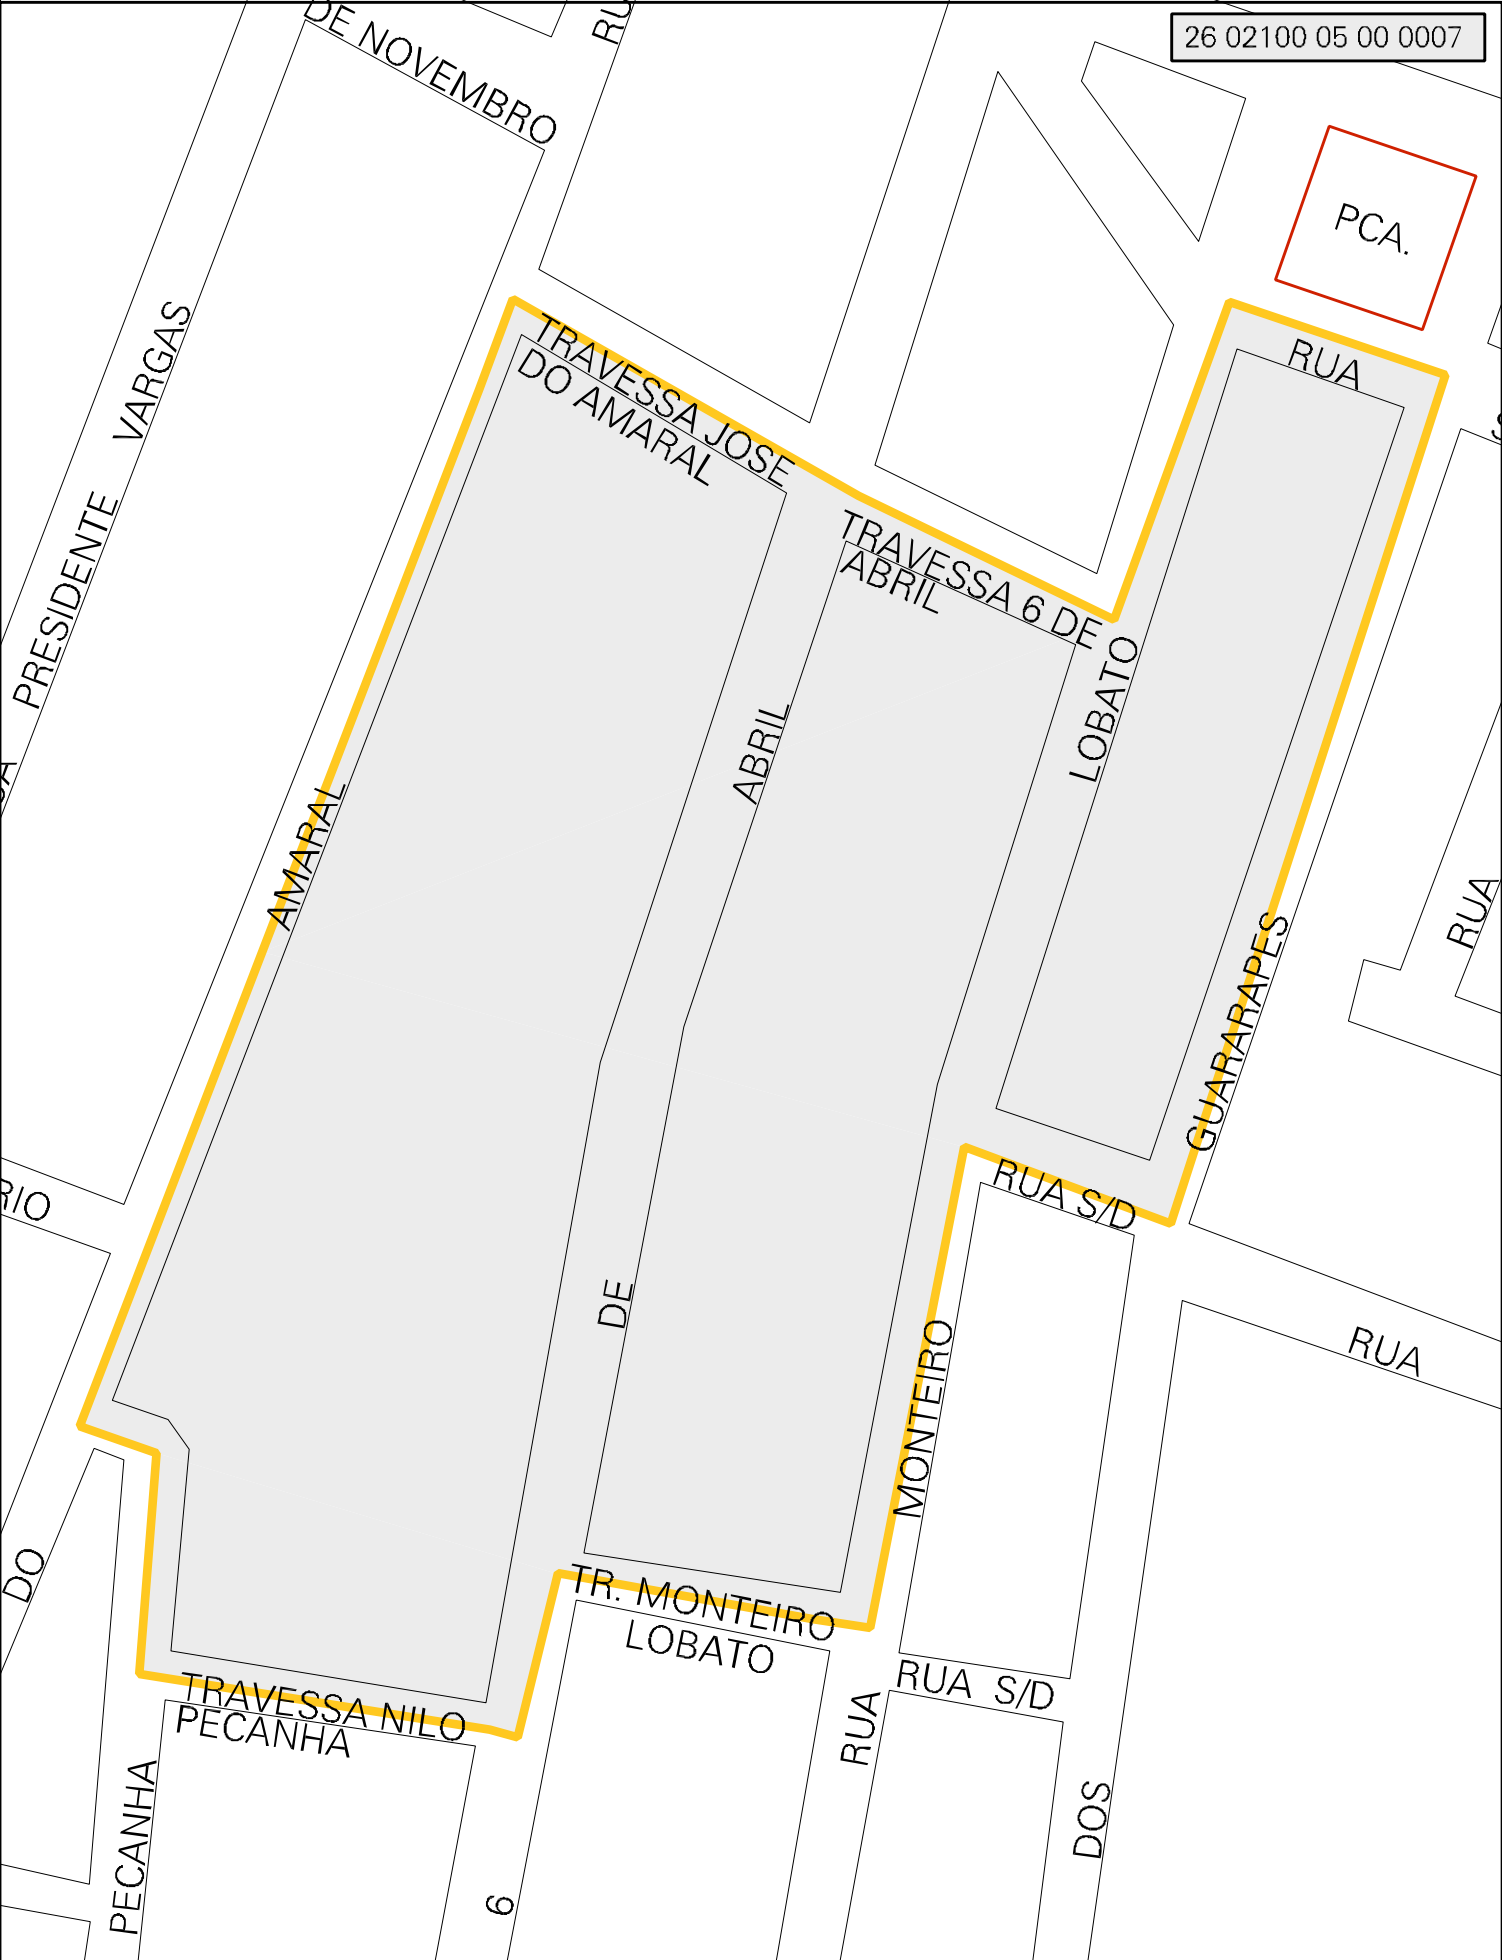 26 02100 05 00 0007
DE NOVEMBRO
PCA.
VARGAS
PRESIDENTE
TRAVESSA JOSE
DO AMARAL
RUA
TRAVESSA 6 DE
ABRIL
LOBATO
ABRIL
AMARAL
RUA
GUARARAPES
RUA S/D
RIO
DE
MONTEIRO
RUA
DO
TR. MONTEIRO
LOBATO
RUA S/D
TRAVESSA NILO
PECANHA
RUA
PECANHA
DOS
6